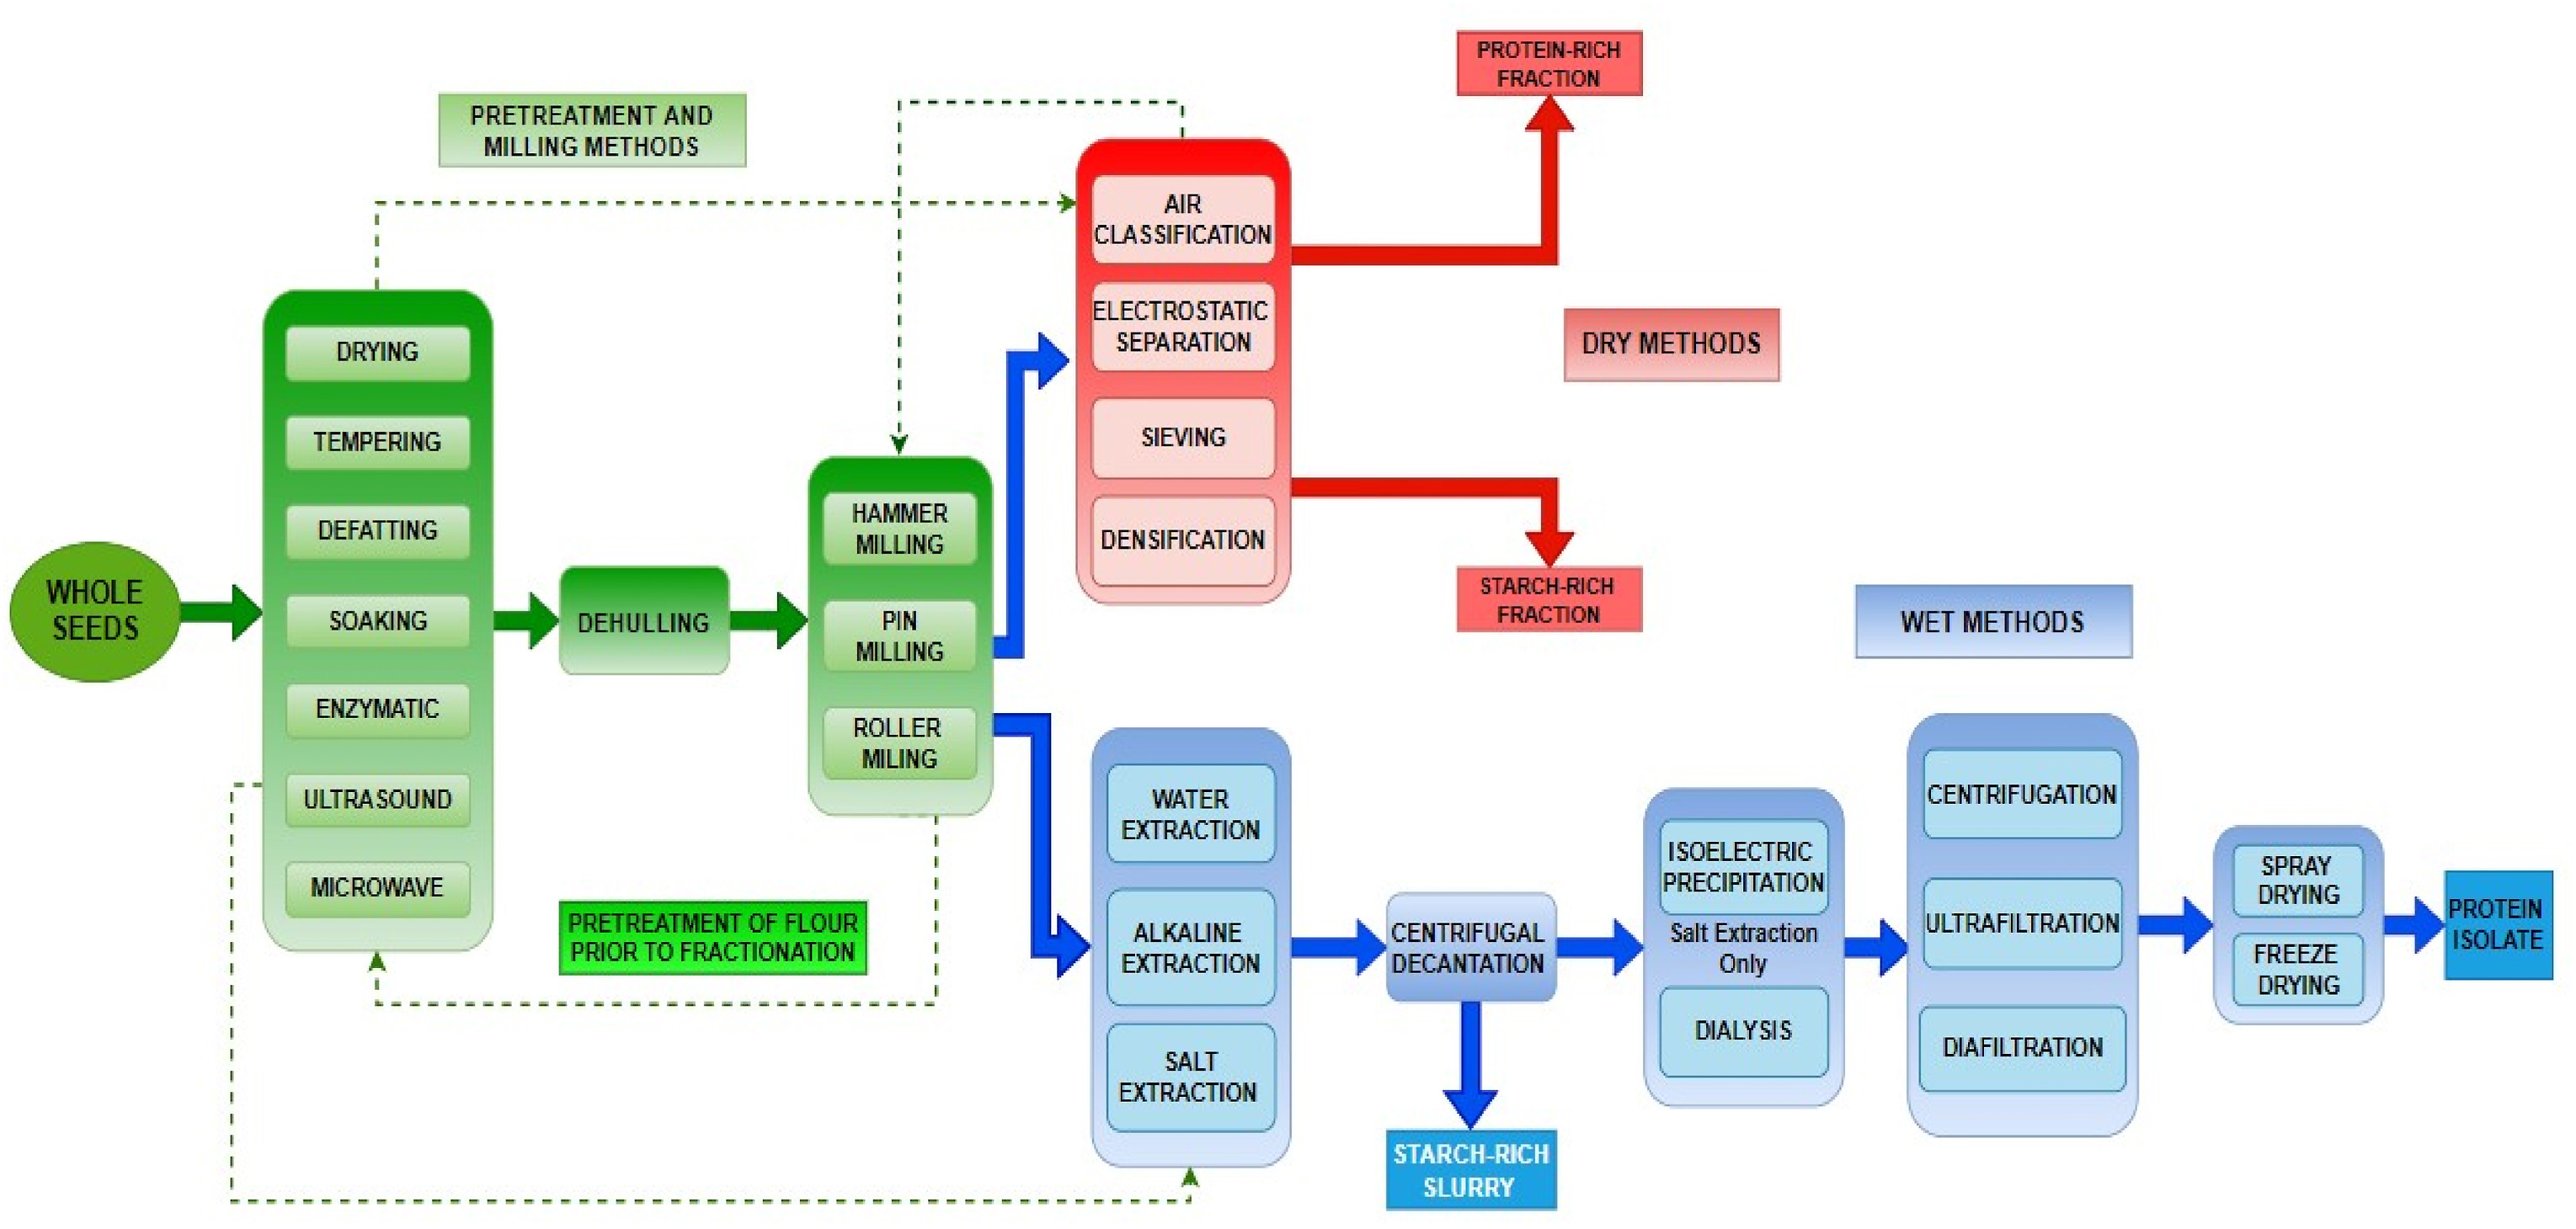 PRETREATMENT AND
MILLING METHODS
WHOLE
SEEDS
DRYING
TEMPERING
DEFATTING
SOAKING
ENZYMATIC
ULTRASOUND
MICROWAVE
DEHULLING
HAMMER
MILLING
PIN
MILLING
ROLLER
MILING
PRETREATMENT OF FLOUR
PRIOR TO FRACTIONATION
AIR
CLASSIFICATION
ELECTROSTATIC
SEPARATION
SIEVING
DENSIFICATION
PROTEIN-RICH
FRACTION
DRY METHODS
STARCH-RICH
FRACTION
WET METHODS
WATER
EXTRACTION
ALKALINE
EXTRACTION
SALT
EXTRACTION
CENTRIFUGAL
DECANTATION
STARCH-RICH
SLURRY
ISOELECTRIC
PRECIPITATION
Salt Extraction
Only
DIALYSIS
CENTRIFUGATION
ULTRAFILTRATION
DIAFILTRATION
SPRAY
DRYING
FREEZE
DRYING
PROTEIN
ISOLATE